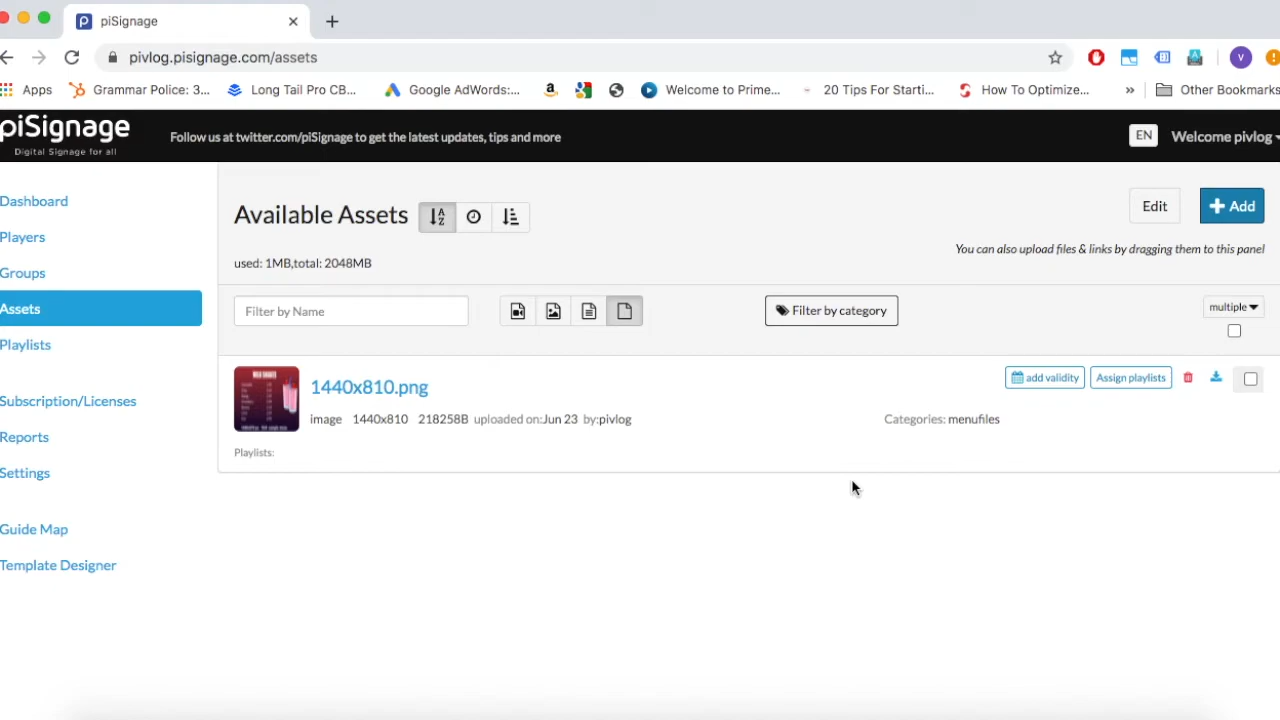 piSignage
pivlog.pisignage.com/assets
V
Apps
Grammar Police: 3...
Long Tail Pro CB...
Google AdWords:...
Welcome to Prime...
20 Tips For Starti...
How To Optimize...
»
Other Bookmarks
piSignage
Digital Signage for all
Follow us at twitter.com/piSignage to get the latest updates, tips and more
EN
Welcome pivlog
Dashboard
Players
Groups
Assets
Playlists
Subscription/Licenses
Reports
Settings
Guide Map
Template Designer
Available Assets
Edit
+ Add
You can also upload files & links by dragging them to this panel
used: 1MB,total: 2048MB
Filter by Name
Filter by category
multiple
1440x810.png
add validity
Assign playlists
image 1440x810 218258B uploaded on:Jun 23 by:pivlog
Categories: menufiles
Playlists: